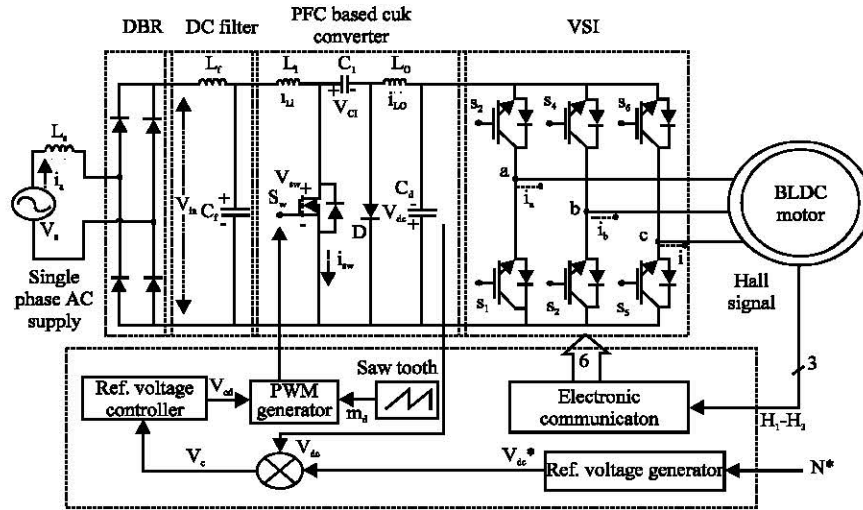 DBR
DC filter
PFC based cuk
converter
VSI
Lf
L1
C1
LO
iLi
VCI
iLO
s2
s4
s6
Ls
is
Vs
Vin
Cf
+
-
Vsw
+
Sw
-
isw
D
Cd
-
Vdc
+
a
ia
b
ib
c
i
BLDC
motor
Single
phase AC
supply
Hall
signal
s1
s2
s5
6
3
Saw tooth
Ref. voltage
controller
Vcd
PWM
generator
md
Electronic
communicaton
H1-H3
Vc
Vdc
Vdc*
Ref. voltage generator
N*